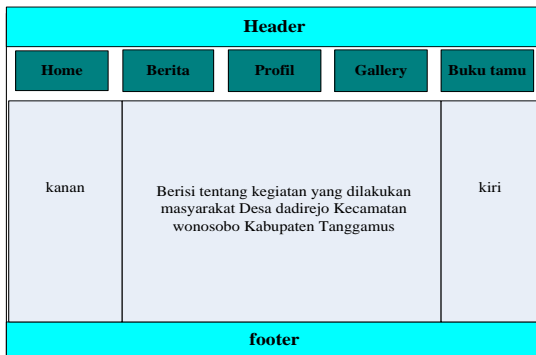 Header
Home Berita Profil Gallery Buku tamu
kanan
Berisi tentang kegiatan yang dilakukan
masyarakat Desa dadirejo Kecamatan
wonosobo Kabupaten Tanggamus
kiri
footer